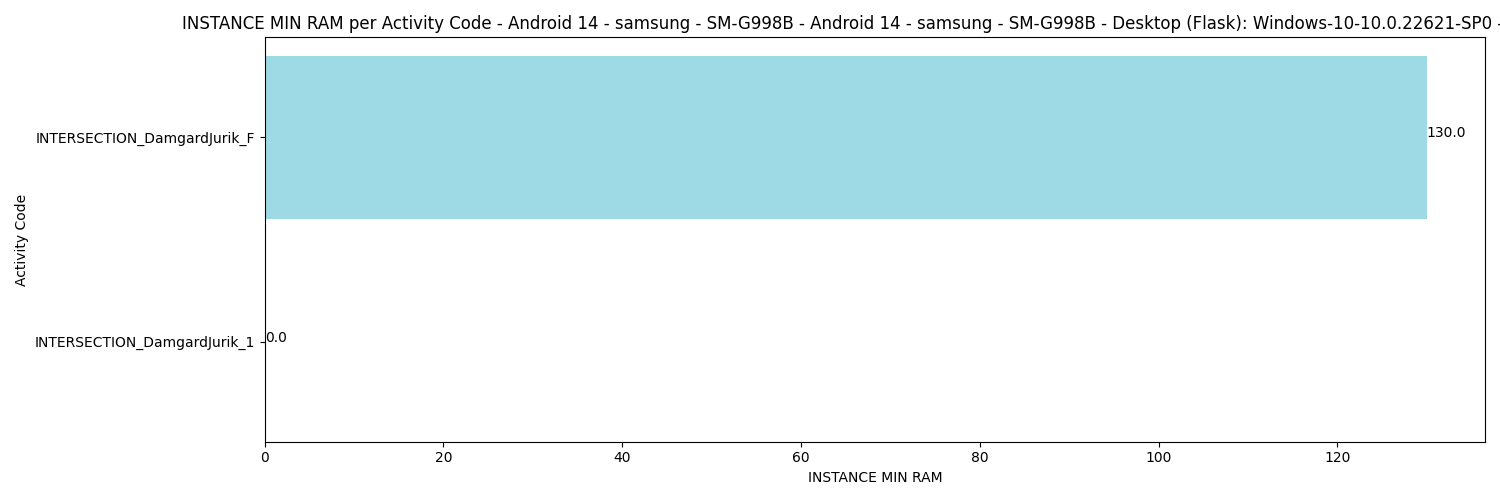 INSTANCE MIN RAM per Activity Code - Android 14 - samsung - SM-G998B - Android 14 - samsung - SM-G998B - Desktop (Flask): Windows-10-10.0.22621-SP0 -
INTERSECTION_DamgardJurik_F
130.0
Activity Code
INTERSECTION_DamgardJurik_1
0.0
0 20 40 60 80 100 120
INSTANCE MIN RAM